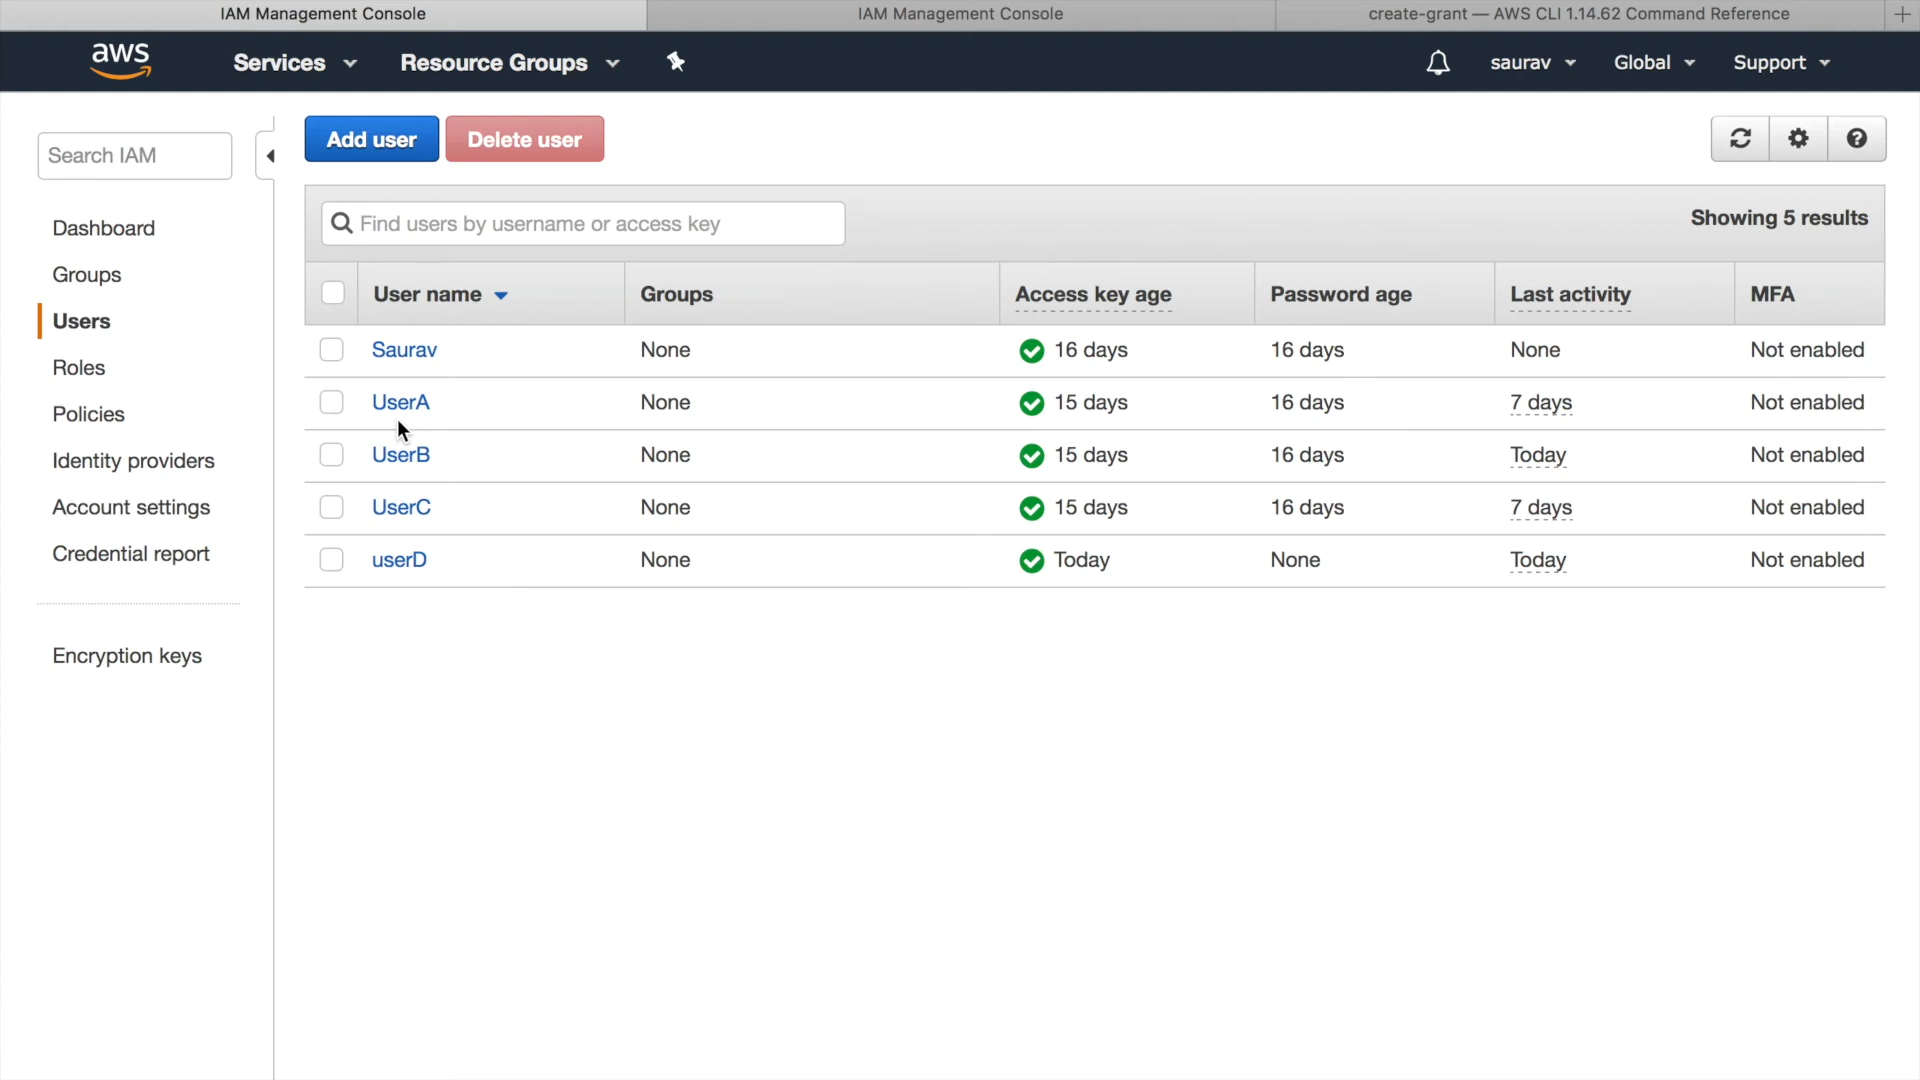 IAM Management Console
IAM Management Console
create-grant — AWS CLI 1.14.62 Command Reference
aws
Services
Resource Groups
saurav
Global
Support
Search IAM
Dashboard
Groups
Users
Roles
Policies
Identity providers
Account settings
Credential report
Encryption keys
Add user
Delete user
Find users by username or access key
Showing 5 results
User name Groups Access key age Password age Last activity MFA
Saurav None 16 days 16 days None Not enabled
UserA None 15 days 16 days 7 days Not enabled
UserB None 15 days 16 days Today Not enabled
UserC None 15 days 16 days 7 days Not enabled
userD None Today None Today Not enabled